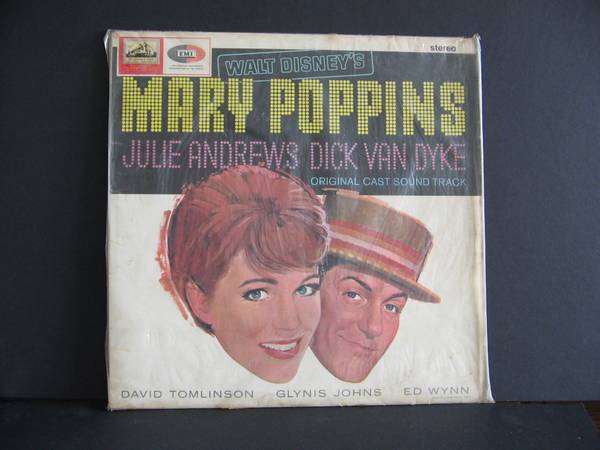 EMI
stereo
WALT DISNEY'S
MARY POPPINS
JULIE ANDREWS DICK VAN DYKE
ORIGINAL CAST SOUND TRACK
DAVID TOMLINSON GLYNIS JOHNS ED WYNN